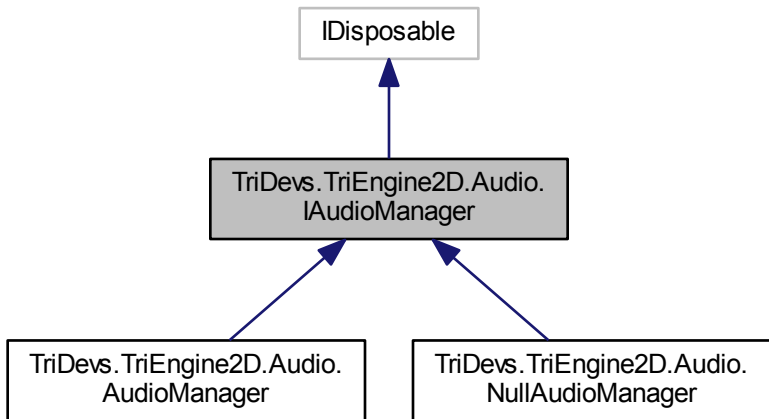 IDisposable
TriDevs.TriEngine2D.Audio.
IAudioManager
TriDevs.TriEngine2D.Audio.
AudioManager
TriDevs.TriEngine2D.Audio.
NullAudioManager